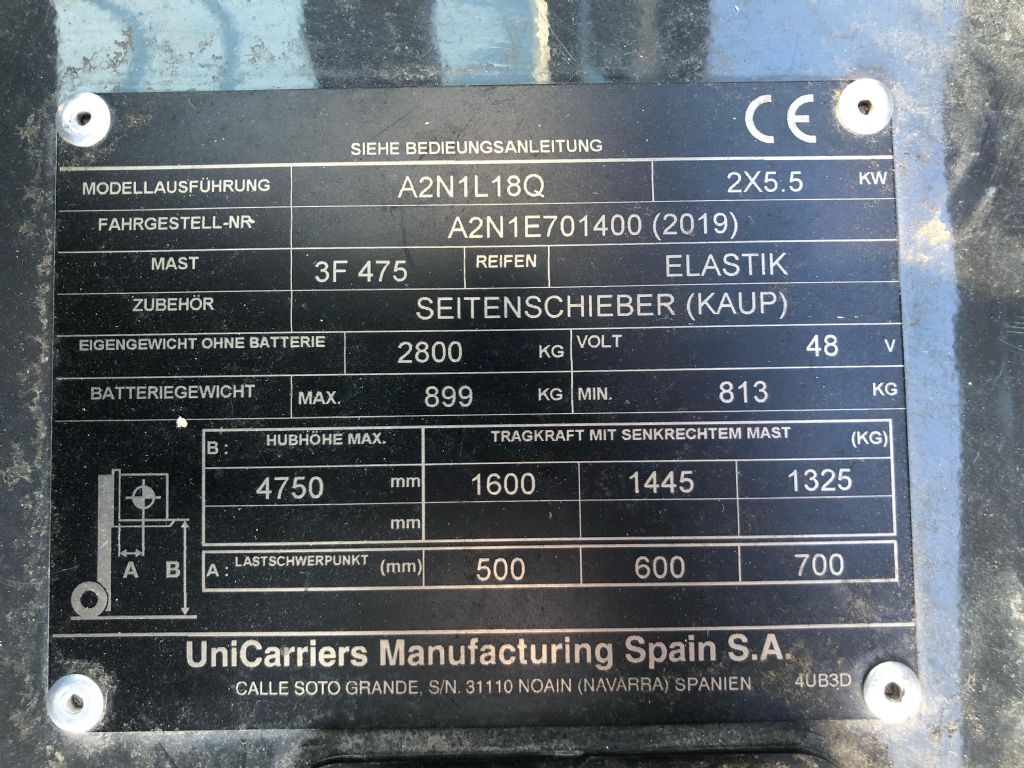 CE
SIEHE BEDIEUNGSANLEITUNG
MODELLAUSFÜHRUNG A2N1L18Q 2X5.5 KW
FAHRGESTELL-NR A2N1E701400 (2019)
MAST 3F 475 REIFEN ELASTIK
ZUBEHÖR SEITENSCHIEBER (KAUP)
EIGENGEWICHT OHNE BATTERIE 2800 KG VOLT 48 V
BATTERIEGEWICHT MAX. 899 KG MIN. 813 KG
B: HUBHÖHE MAX. TRAGKRAFT MIT SENKRECHTEM MAST (KG)
4750 mm 1600 1445 1325
mm
A: LASTSCHWERPUNKT (mm) 500 600 700
A B
UniCarriers Manufacturing Spain S.A.
CALLE SOTO GRANDE, S/N. 31110 NOAIN (NAVARRA) SPANIEN 4UB3D